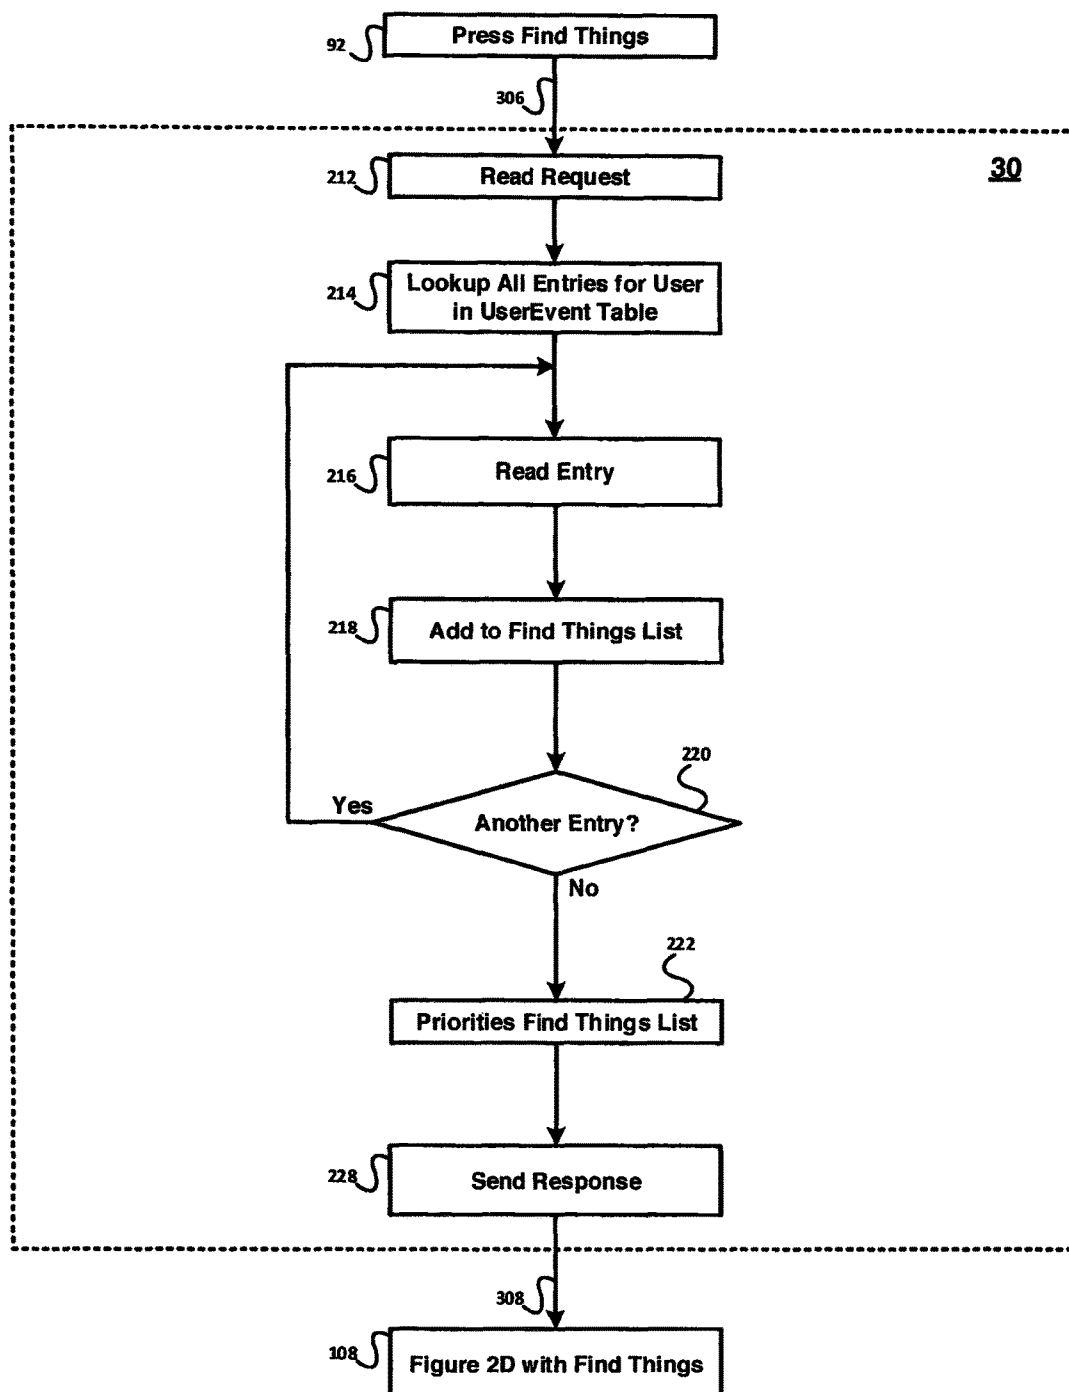 Press Find Things
92
306
30
212
Read Request
214
Lookup All Entries for User
in UserEvent Table
216
Read Entry
218
Add to Find Things List
220
Yes
Another Entry?
No
222
Priorities Find Things List
228
Send Response
308
108
Figure 2D with Find Things